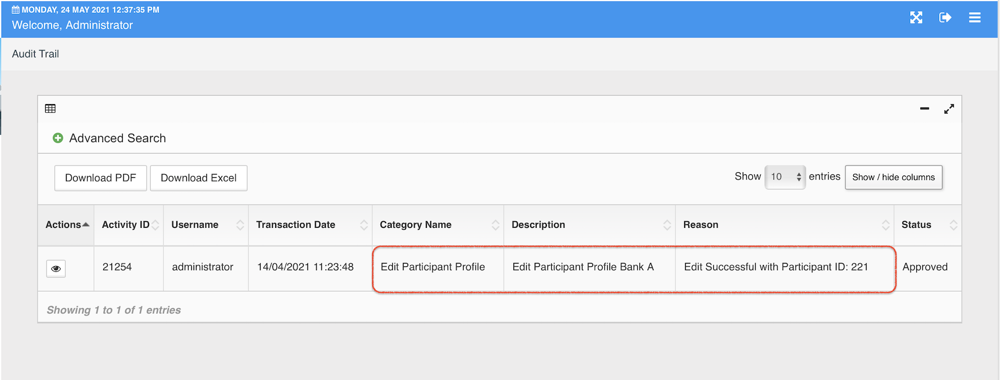 MONDAY, 24 MAY 2021 12:37:35 PM
Welcome, Administrator
Audit Trail
Advanced Search
Download PDF Download Excel Show 10 entries Show / hide columns
Actions Activity ID Username Transaction Date Category Name Description Reason Status
21254 administrator 14/04/2021 11:23:48 Edit Participant Profile Edit Participant Profile Bank A Edit Successful with Participant ID: 221 Approved
Showing 1 to 1 of 1 entries